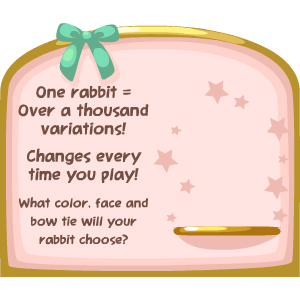 One rabbit =
Over a thousand
variations!
Changes every
time you play!
What color, face and
bow tie will your
rabbit choose?